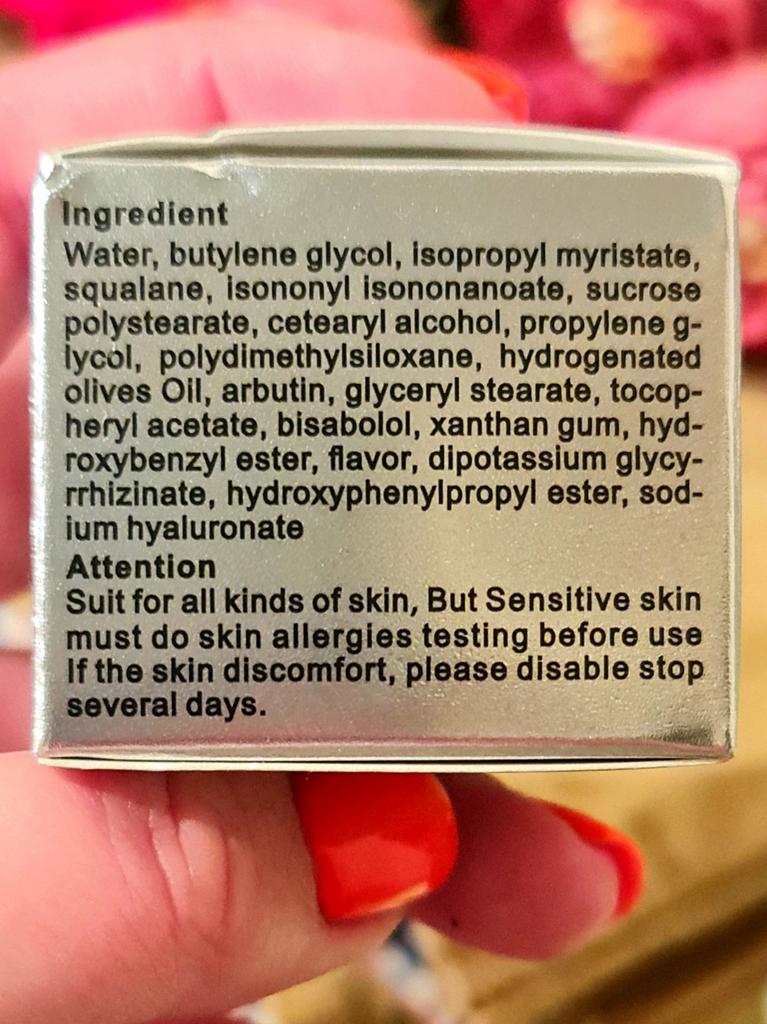 Ingredient
Water, butylene glycol, isopropyl myristate,
squalane, isononyl isononanoate, sucrose
polystearate, cetearyl alcohol, propylene g-
lycol, polydimethylsiloxane, hydrogenated
olives Oil, arbutin, glyceryl stearate, tocop-
heryl acetate, bisabolol, xanthan gum, hyd-
roxybenzyl ester, flavor, dipotassium glycy-
rrhizinate, hydroxyphenylpropyl ester, sod-
ium hyaluronate
Attention
Suit for all kinds of skin, But Sensitive skin
must do skin allergies testing before use
If the skin discomfort, please disable stop
several days.